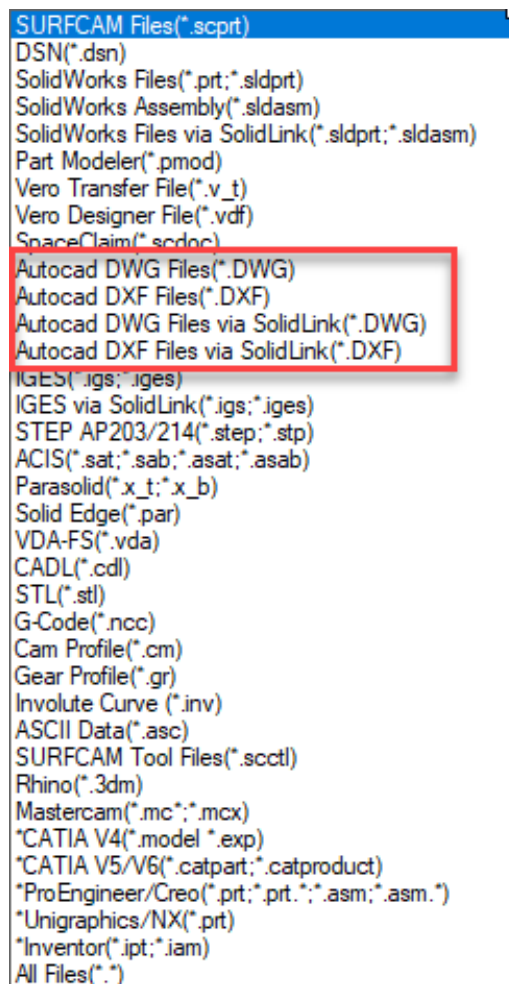 SURFCAM Files(*.scprt)
DSN(*.dsn)
SolidWorks Files(*.prt;*.sldprt)
SolidWorks Assembly(*.sldasm)
SolidWorks Files via SolidLink(*.sldprt;*.sldasm)
Part Modeler(*.pmod)
Vero Transfer File(*.v_t)
Vero Designer File(*.vdf)
SpaceClaim(*.scdoc)
Autocad DWG Files(*.DWG)
Autocad DXF Files(*.DXF)
Autocad DWG Files via SolidLink(*.DWG)
Autocad DXF Files via SolidLink(*.DXF)
IGES(*.igs;*.iges)
IGES via SolidLink(*.igs;*.iges)
STEP AP203/214(*.step;*.stp)
ACIS(*.sat;*.sab;*.asat;*.asab)
Parasolid(*.x_t;*.x_b)
Solid Edge(*.par)
VDA-FS(*.vda)
CADL(*.cdl)
STL(*.stl)
G-Code(*.ncc)
Cam Profile(*.cm)
Gear Profile(*.gr)
Involute Curve (*.inv)
ASCII Data(*.asc)
SURFCAM Tool Files(*.scctl)
Rhino(*.3dm)
Mastercam(*.mc*;*.mcx)
*CATIA V4(*.model *.exp)
*CATIA V5/V6(*.catpart;*.catproduct)
*ProEngineer/Creo(*.prt;*.prt.*;*.asm;*.asm.*)
*Unigraphics/NX(*.prt)
*Inventor(*.ipt;*.iam)
All Files(*.*)